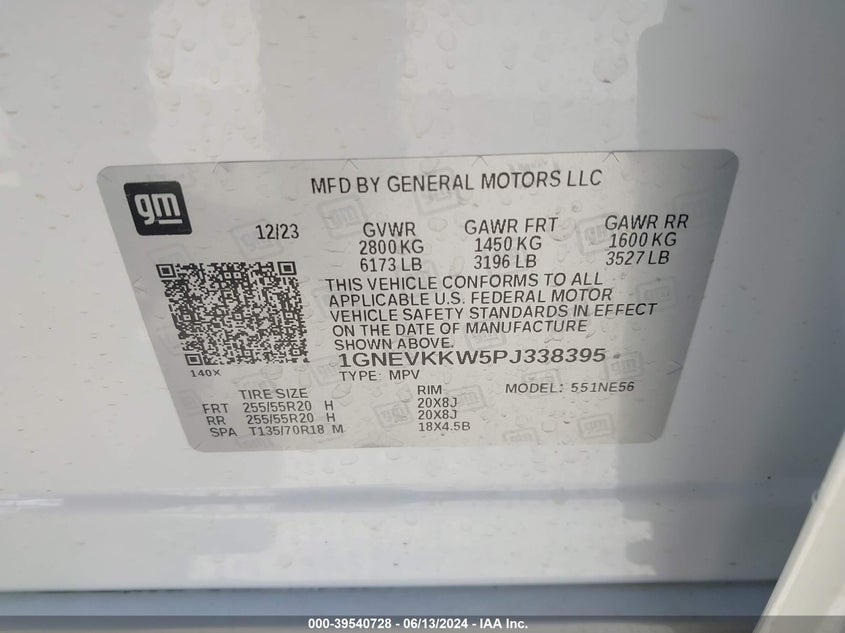 gm
MFD BY GENERAL MOTORS LLC
12/23 GVWR GAWR FRT GAWR RR
2800 KG 1450 KG 1600 KG
6173 LB 3196 LB 3527 LB
THIS VEHICLE CONFORMS TO ALL
APPLICABLE U.S. FEDERAL MOTOR
VEHICLE SAFETY STANDARDS IN EFFECT
ON THE DATE OF MANUFACTURE
SHOWN ABOVE.
140X
1GNEVKKW5PJ338395
TYPE: MPV MODEL: 551NE56
TIRE SIZE RIM
FRT 255/55R20 H 20X8J
RR 255/55R20 H 20X8J
SPA T135/70R18 M 18X4.5B
000-39540728 - 06/13/2024 - IAA Inc.